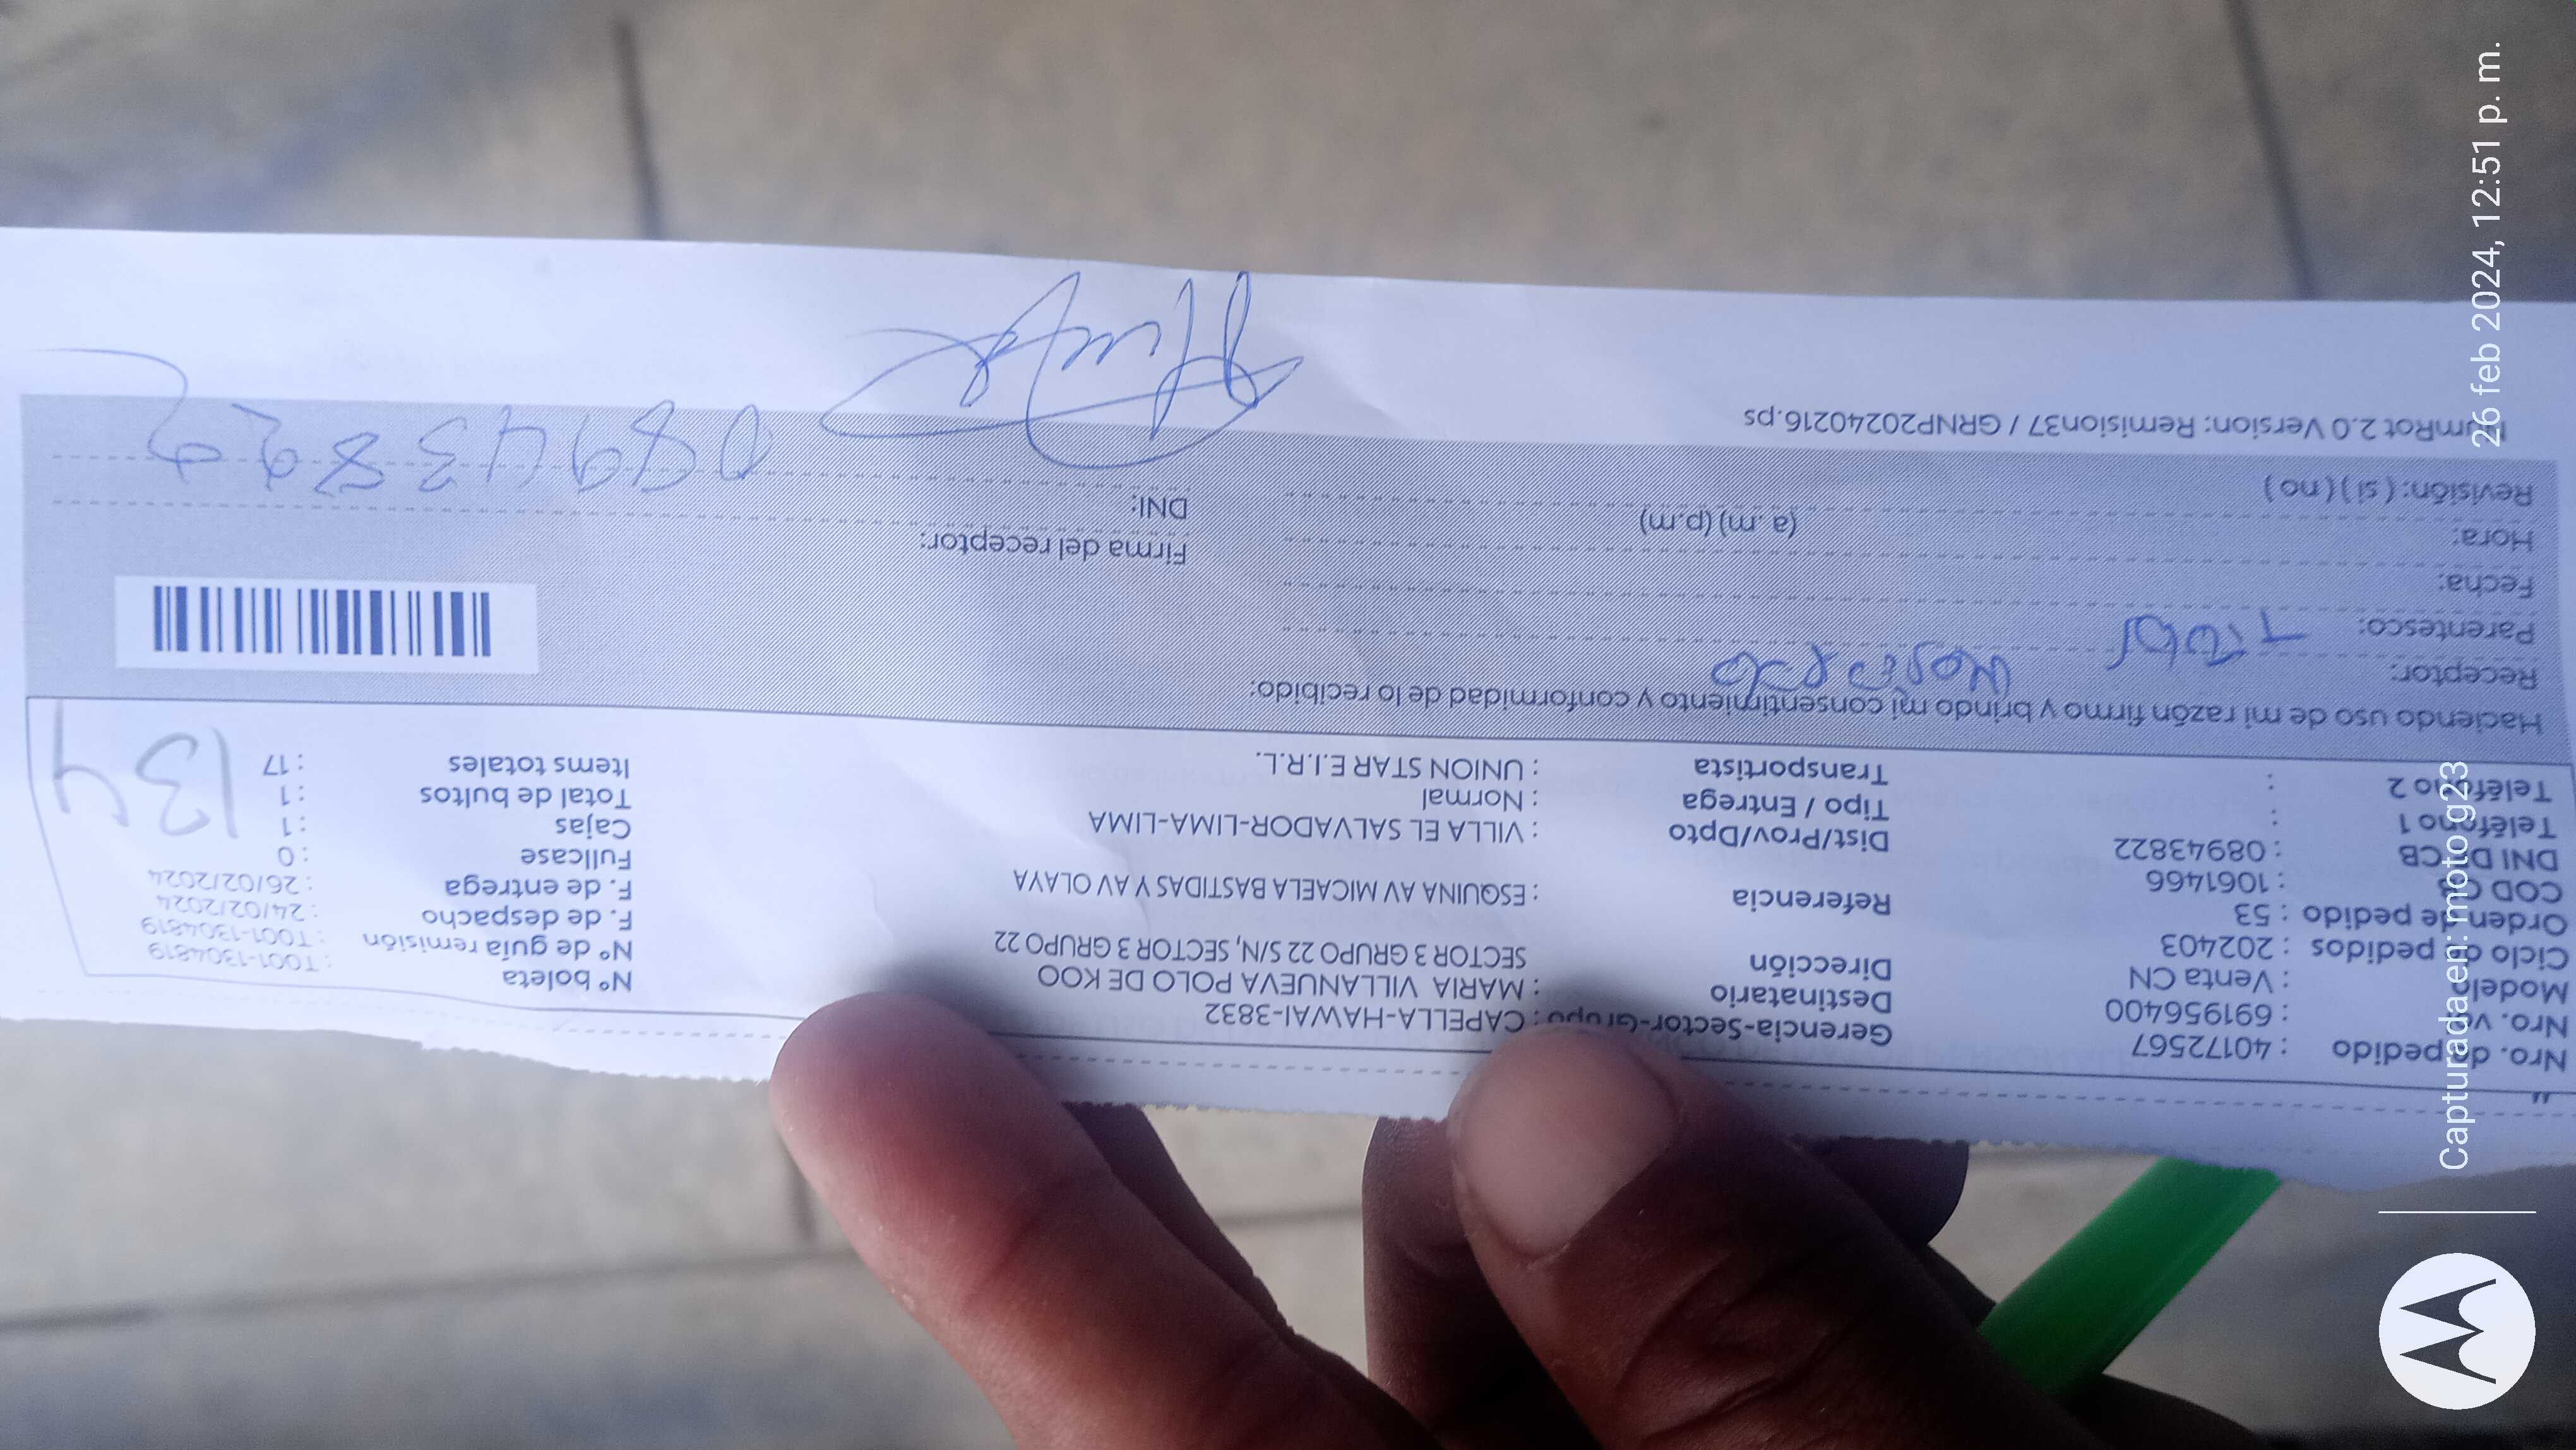 Nro. de pedido : 40172567
Nro. : 691956400
Modelo : Venta CN
Ciclo de pedidos : 202403
Orden de pedido : 53
COD CB : 1061466
DNI DE CB : 08943822
Teléfono 1 :
Teléfono 2 :
Gerencia-Sector-Grupo : CAPELLA-HAWAI-3832
Destinatario : MARIA VILLANUEVA POLO DE KOO
Dirección SECTOR 3 GRUPO 22 S/N, SECTOR 3 GRUPO 22
Referencia : ESQUINA AV MICAELA BASTIDAS Y AV OLAYA
Dist/Prov/Dpto : VILLA EL SALVADOR-LIMA-LIMA
Tipo / Entrega : Normal
Transportista : UNION STAR E.I.R.L.
N° boleta : T001-1304819
N° de guía remisión : T001-1304819
F. de despacho : 24/02/2024
F. de entrega : 26/02/2024
Fullcase : 0
Cajas : 1
Total de bultos : 1
Items totales : 17
134
Haciendo uso de mi razón firmo y brindo mi consentimiento y conformidad de lo recibido:
Receptor:
Parentesco:
Fecha:
Hora: (a. m) (p.m)
Revisión: ( si ) ( no )
Firma del receptor:
DNI: 08943822
NumRot 2.0 Version: Remision37 / GRNP20240216.ps
Capturada en: moto g23
26 feb 2024, 12:51 p. m.